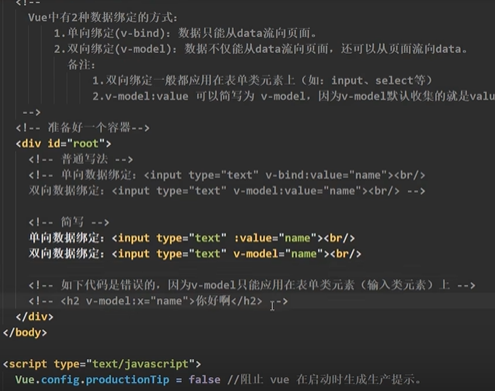 <!--
Vue中有2种数据绑定的方式:
1.单向绑定(v-bind): 数据只能从data流向页面。
2.双向绑定(v-model): 数据不仅能从data流向页面，还可以从页面流向data。
备注:
1.双向绑定一般都应用在表单类元素上（如: input、select等）
2.v-model:value 可以简写为 v-model，因为v-model默认收集的就是valu
-->
<!-- 准备好一个容器-->
<div id="root">
<!-- 普通写法 -->
<!-- 单向数据绑定: <input type="text" v-bind:value="name"><br/>
双向数据绑定: <input type="text" v-model:value="name"><br/> -->
<!-- 简写 -->
单向数据绑定: <input type="text" :value="name"><br/>
双向数据绑定: <input type="text" v-model="name"><br/>
<!-- 如下代码是错误的，因为v-model只能应用在表单类元素（输入类元素）上 -->
<!-- <h2 v-model:x="name">你好啊</h2> -->
</div>
</body>
<script type="text/javascript">
Vue.config.productionTip = false //阻止 vue 在启动时生成生产提示。